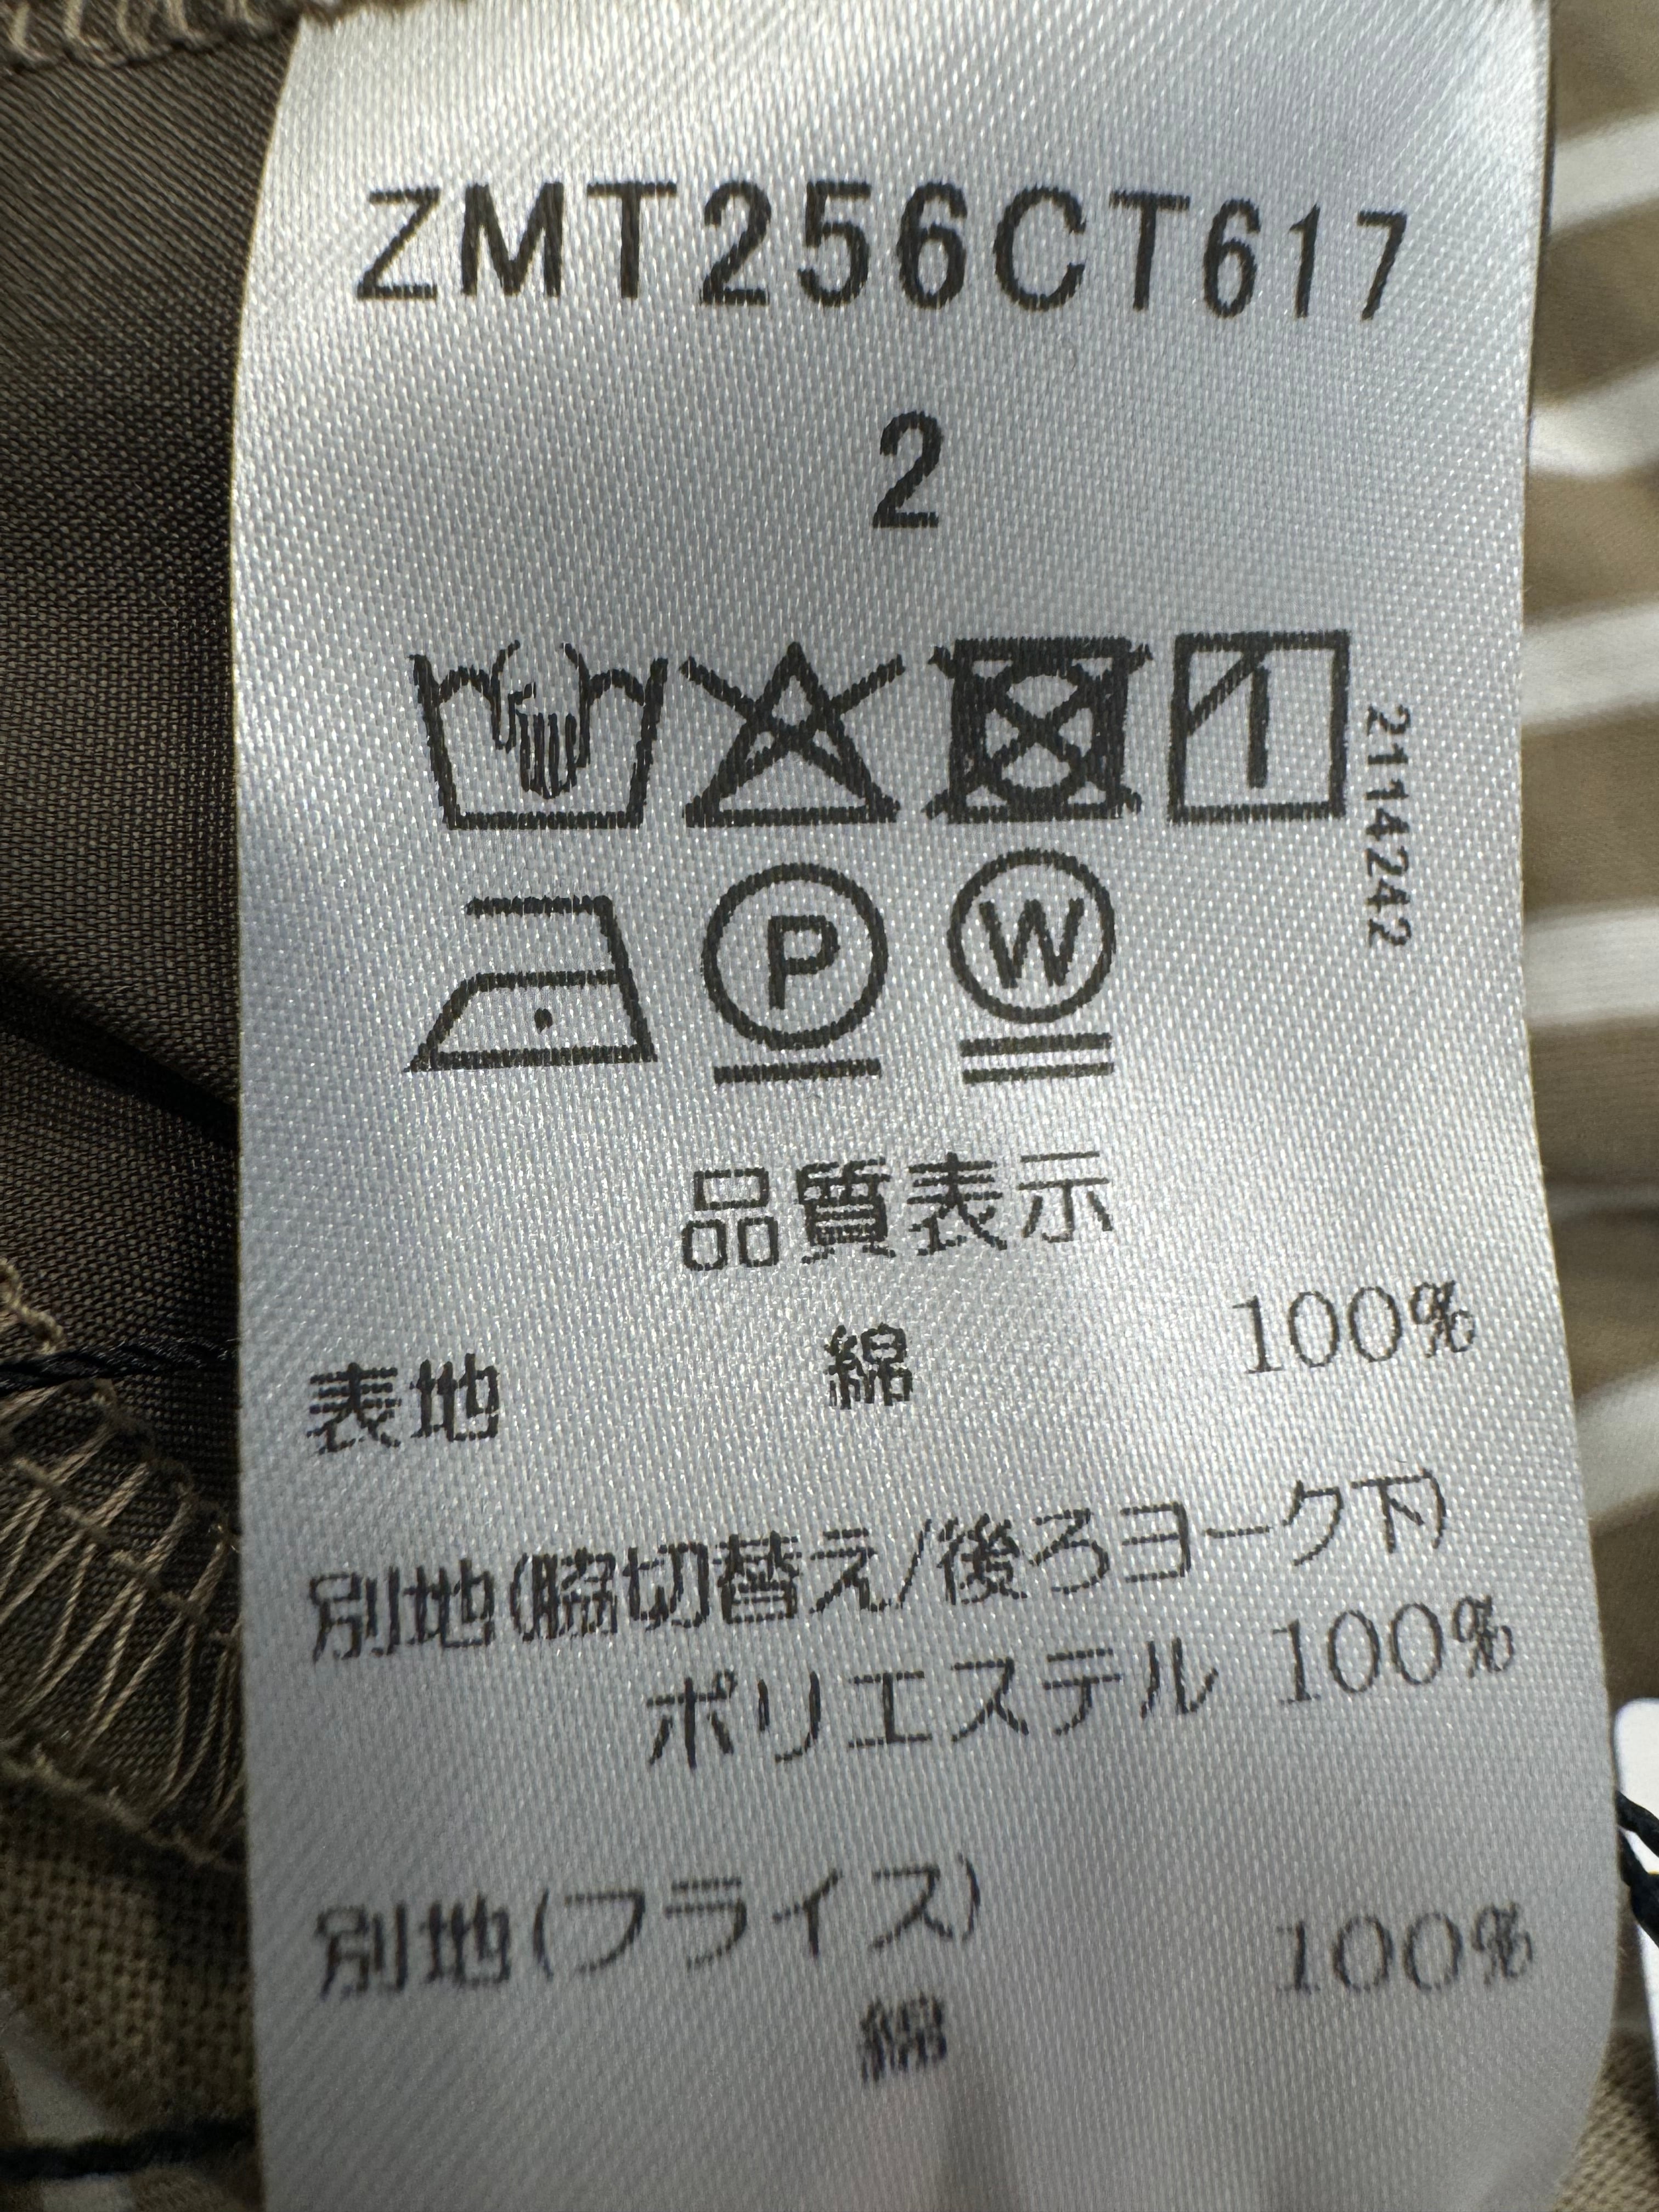 ZMT256CT617
2
2114242
P
W
品質表示
表地 綿 100%
別地(脇切替え/後ろヨーク下)
ポリエステル 100%
別地(フライス) 100%
綿